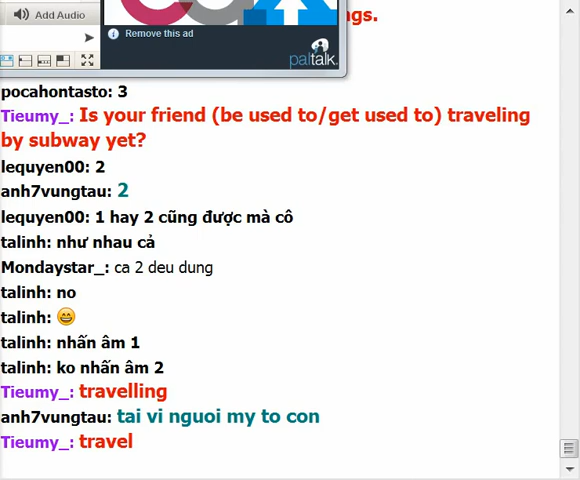 Add Audio
ngs.
Remove this ad
paltalk
pocahontasto: 3
Tieumy_: Is your friend (be used to/get used to) traveling
by subway yet?
lequyen00: 2
anh7vungtau: 2
lequyen00: 1 hay 2 cũng được mà cô
talinh: như nhau cả
Mondaystar_: ca 2 deu dung
talinh: no
talinh: 😄
talinh: nhấn âm 1
talinh: ko nhấn âm 2
Tieumy_: travelling
anh7vungtau: tai vi nguoi my to con
Tieumy_: travel